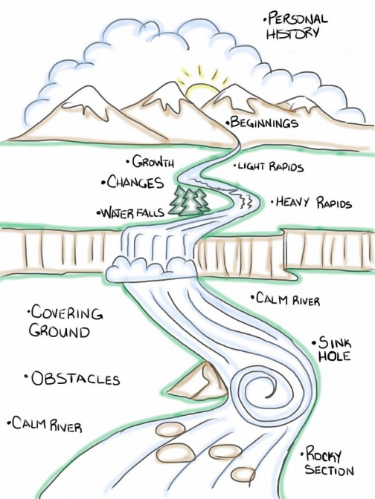 •PERSONAL
HISTORY
•BEGINNINGS
•GROWTH
•LIGHT RAPIDS
•CHANGES
•HEAVY RAPIDS
•WATER FALLS
•CALM RIVER
•COVERING
GROUND
•SINK
HOLE
•OBSTACLES
•CALM RIVER
•ROCKY
SECTION